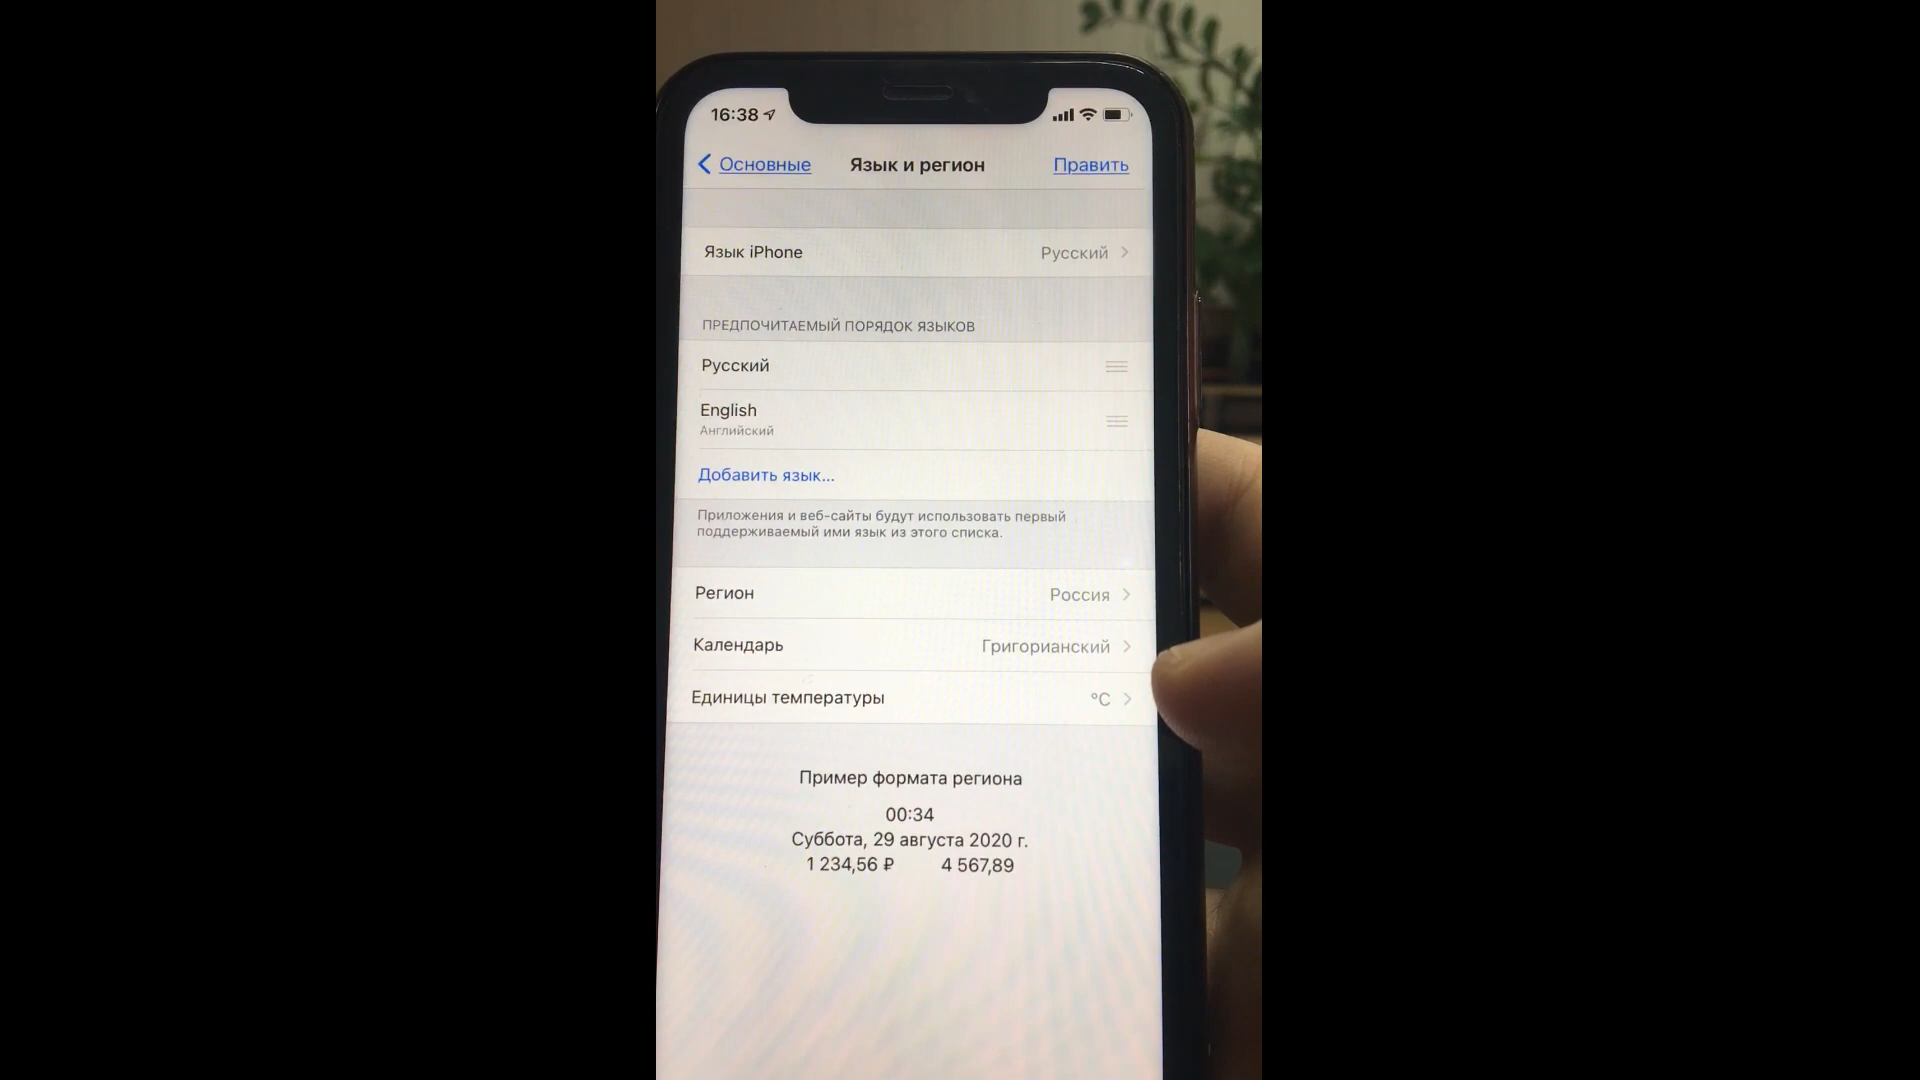 16:38
Основные
Язык и регион
Править
Язык iPhone
Русский
ПРЕДПОЧИТАЕМЫЙ ПОРЯДОК ЯЗЫКОВ
Русский
English
Английский
Добавить язык...
Приложения и веб-сайты будут использовать первый
поддерживаемый ими язык из этого списка.
Регион
Россия
Календарь
Григорианский
Единицы температуры
°C
Пример формата региона
00:34
Суббота, 29 августа 2020 г.
1 234,56 ₽ 4 567,89